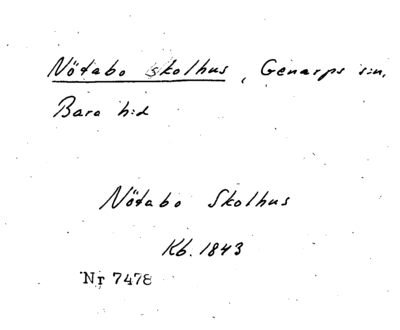 Nötabo skolhus, Genarps s:n,
Bara h:d
Nötabo Skolhus
Kb. 1843
Nr 7478